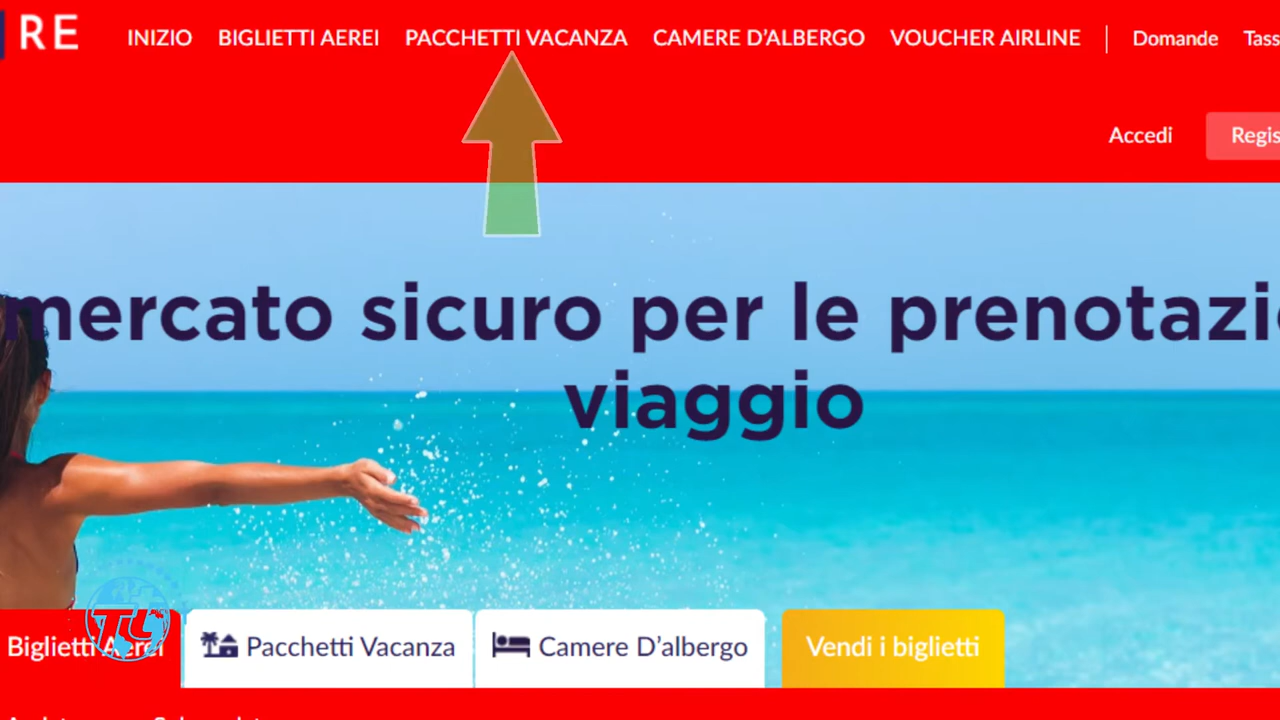 RE
INIZIO BIGLIETTI AEREI PACCHETTI VACANZA CAMERE D'ALBERGO VOUCHER AIRLINE Domande
Accedi
mercato sicuro per le
viaggio
Biglietti Aerei Pacchetti Vacanza Camere D'albergo Vendi i biglietti